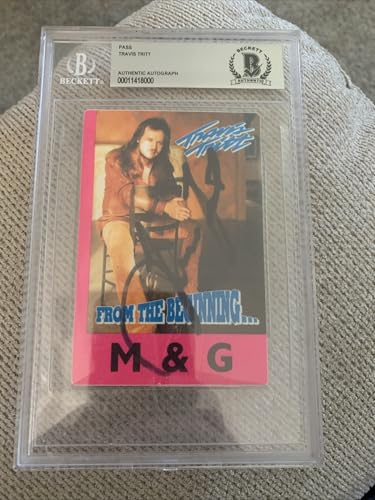 BECKETT
PASS
TRAVIS TRITT
AUTHENTIC AUTOGRAPH
00011418000
BECKETT
AUTHENTIC
TRAVIS
TRITT
FROM THE BEGINNING...
M & G